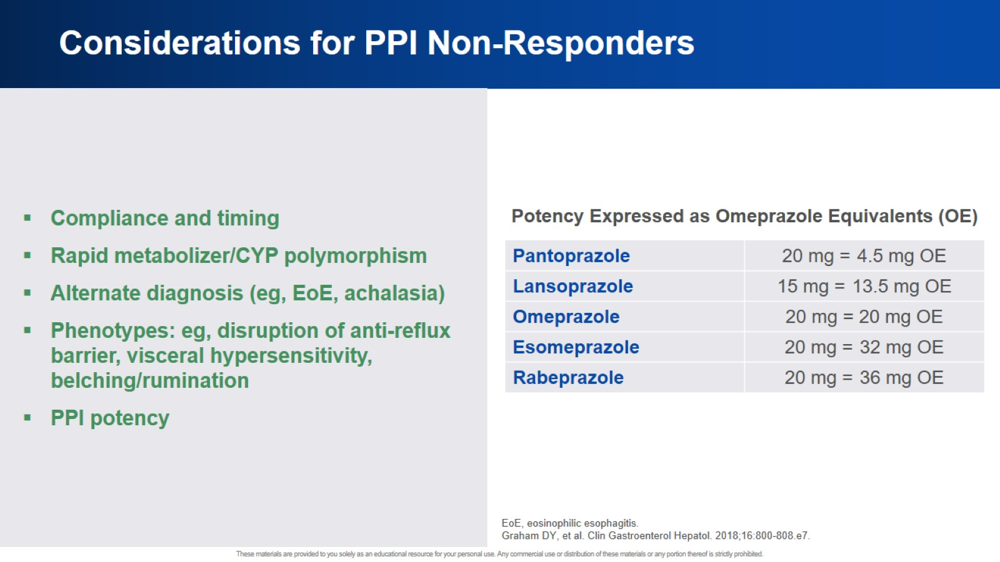 Considerations for PPI Non-Responders
▪ Compliance and timing
▪ Rapid metabolizer/CYP polymorphism
▪ Alternate diagnosis (eg, EoE, achalasia)
▪ Phenotypes: eg, disruption of anti-reflux
barrier, visceral hypersensitivity,
belching/rumination
▪ PPI potency
Potency Expressed as Omeprazole Equivalents (OE)
Pantoprazole 20 mg = 4.5 mg OE
Lansoprazole 15 mg = 13.5 mg OE
Omeprazole 20 mg = 20 mg OE
Esomeprazole 20 mg = 32 mg OE
Rabeprazole 20 mg = 36 mg OE
EoE, eosinophilic esophagitis.
Graham DY, et al. Clin Gastroenterol Hepatol. 2018;16:800-808.e7.
These materials are provided to you solely as an educational resource for your personal use. Any commercial use or distribution of these materials or any portion thereof is strictly prohibited.